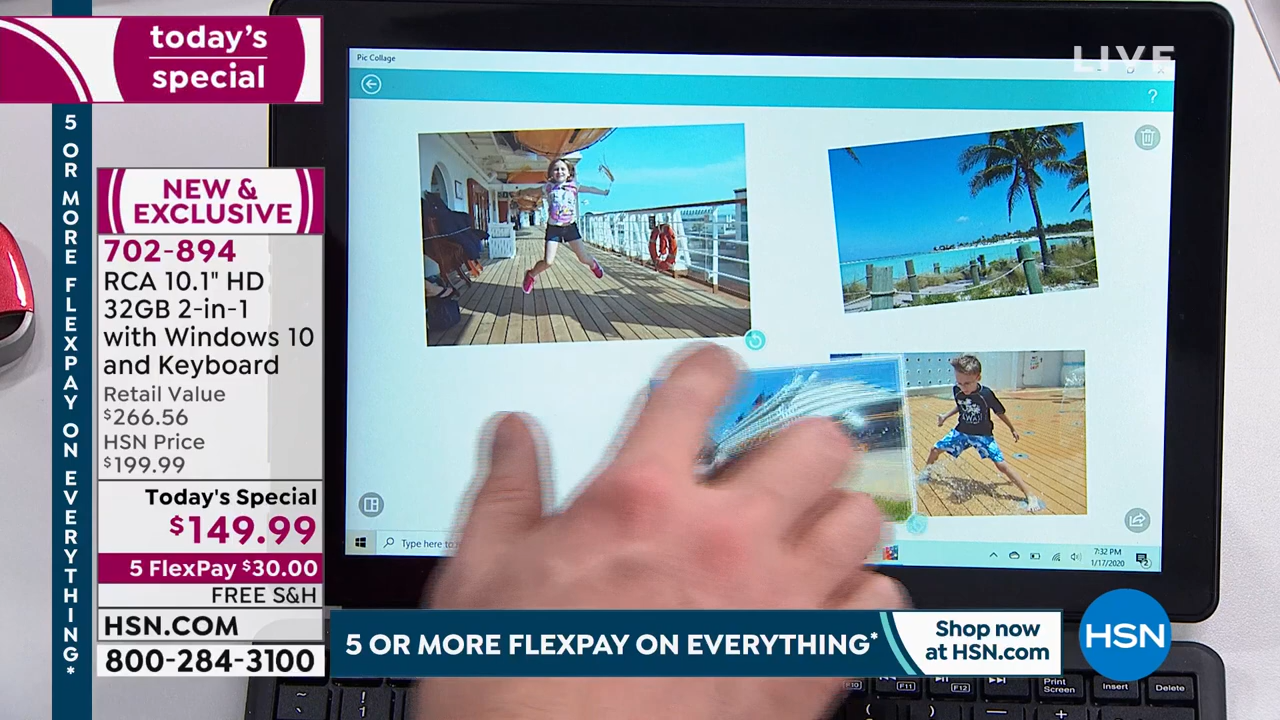 today's
special
5 OR MORE FLEXPAY ON EVERYTHING*
NEW &
EXCLUSIVE
702-894
RCA 10.1" HD
32GB 2-in-1
with Windows 10
and Keyboard
Retail Value
$266.56
HSN Price
$199.99
Today's Special
$149.99
5 FlexPay $30.00
FREE S&H
HSN.COM
800-284-3100
LIVE
Pic Collage
?
Type here to
7:32 PM
1/17/2020
5 OR MORE FLEXPAY ON EVERYTHING*
Shop now
at HSN.com
HSN
F10
F11
F12
Print
Screen
Insert
Delete